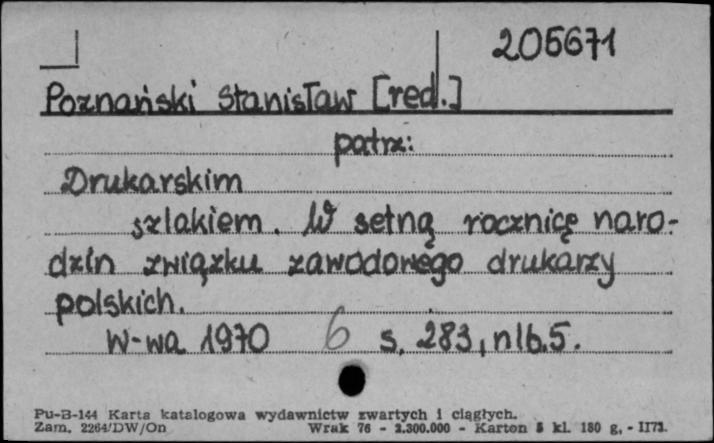 205671
Poznański Stanisław [red.]
patrz:
Drukarskim
szlakiem. W setną rocznicę naro-
dzin związku zawodowego drukarzy
polskich.
W-wa 1970 6 s. 283, nlb. 5.
Pu-B-144 Karta katalogowa wydawnictw zwartych i ciągłych.
Zam. 2264/DW/On Wrak 76 - 2.300.000 - Karton 5 kl. 180 g. - II73.